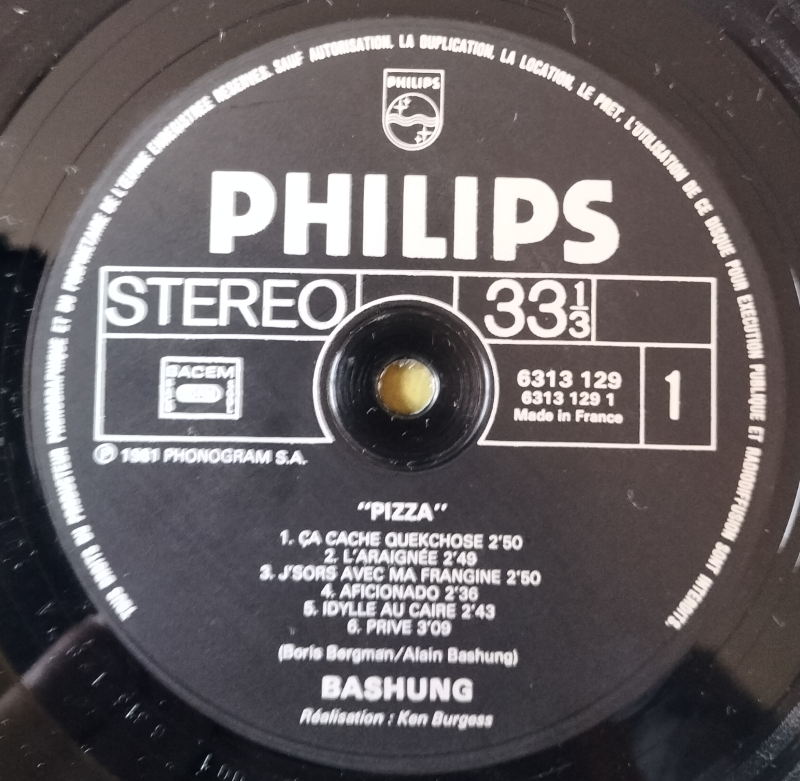 TOUS DROITS DU PRODUCTEUR PHONOGRAPHIQUE ET DU PROPRIETAIRE DE L'ŒUVRE ENREGISTREE RESERVES. SAUF AUTORISATION, LA DUPLICATION, LA LOCATION, LE PRET, L'UTILISATION DE CE DISQUE POUR EXECUTION PUBLIQUE ET RADIODIFFUSION SONT INTERDITS.
PHILIPS
PHILIPS
STEREO
33 1/3
SACEM
6313 129
6313 129 1
Made in France
1
Ⓟ 1981 PHONOGRAM S.A.
"PIZZA"
1. ÇA CACHE QUEKCHOSE 2'50
2. L'ARAIGNÉE 2'49
3. J'SORS AVEC MA FRANGINE 2'50
4. AFICIONADO 2'36
5. IDYLLE AU CAIRE 2'43
6. PRIVE 3'09
(Boris Bergman/Alain Bashung)
BASHUNG
Réalisation : Ken Burgess